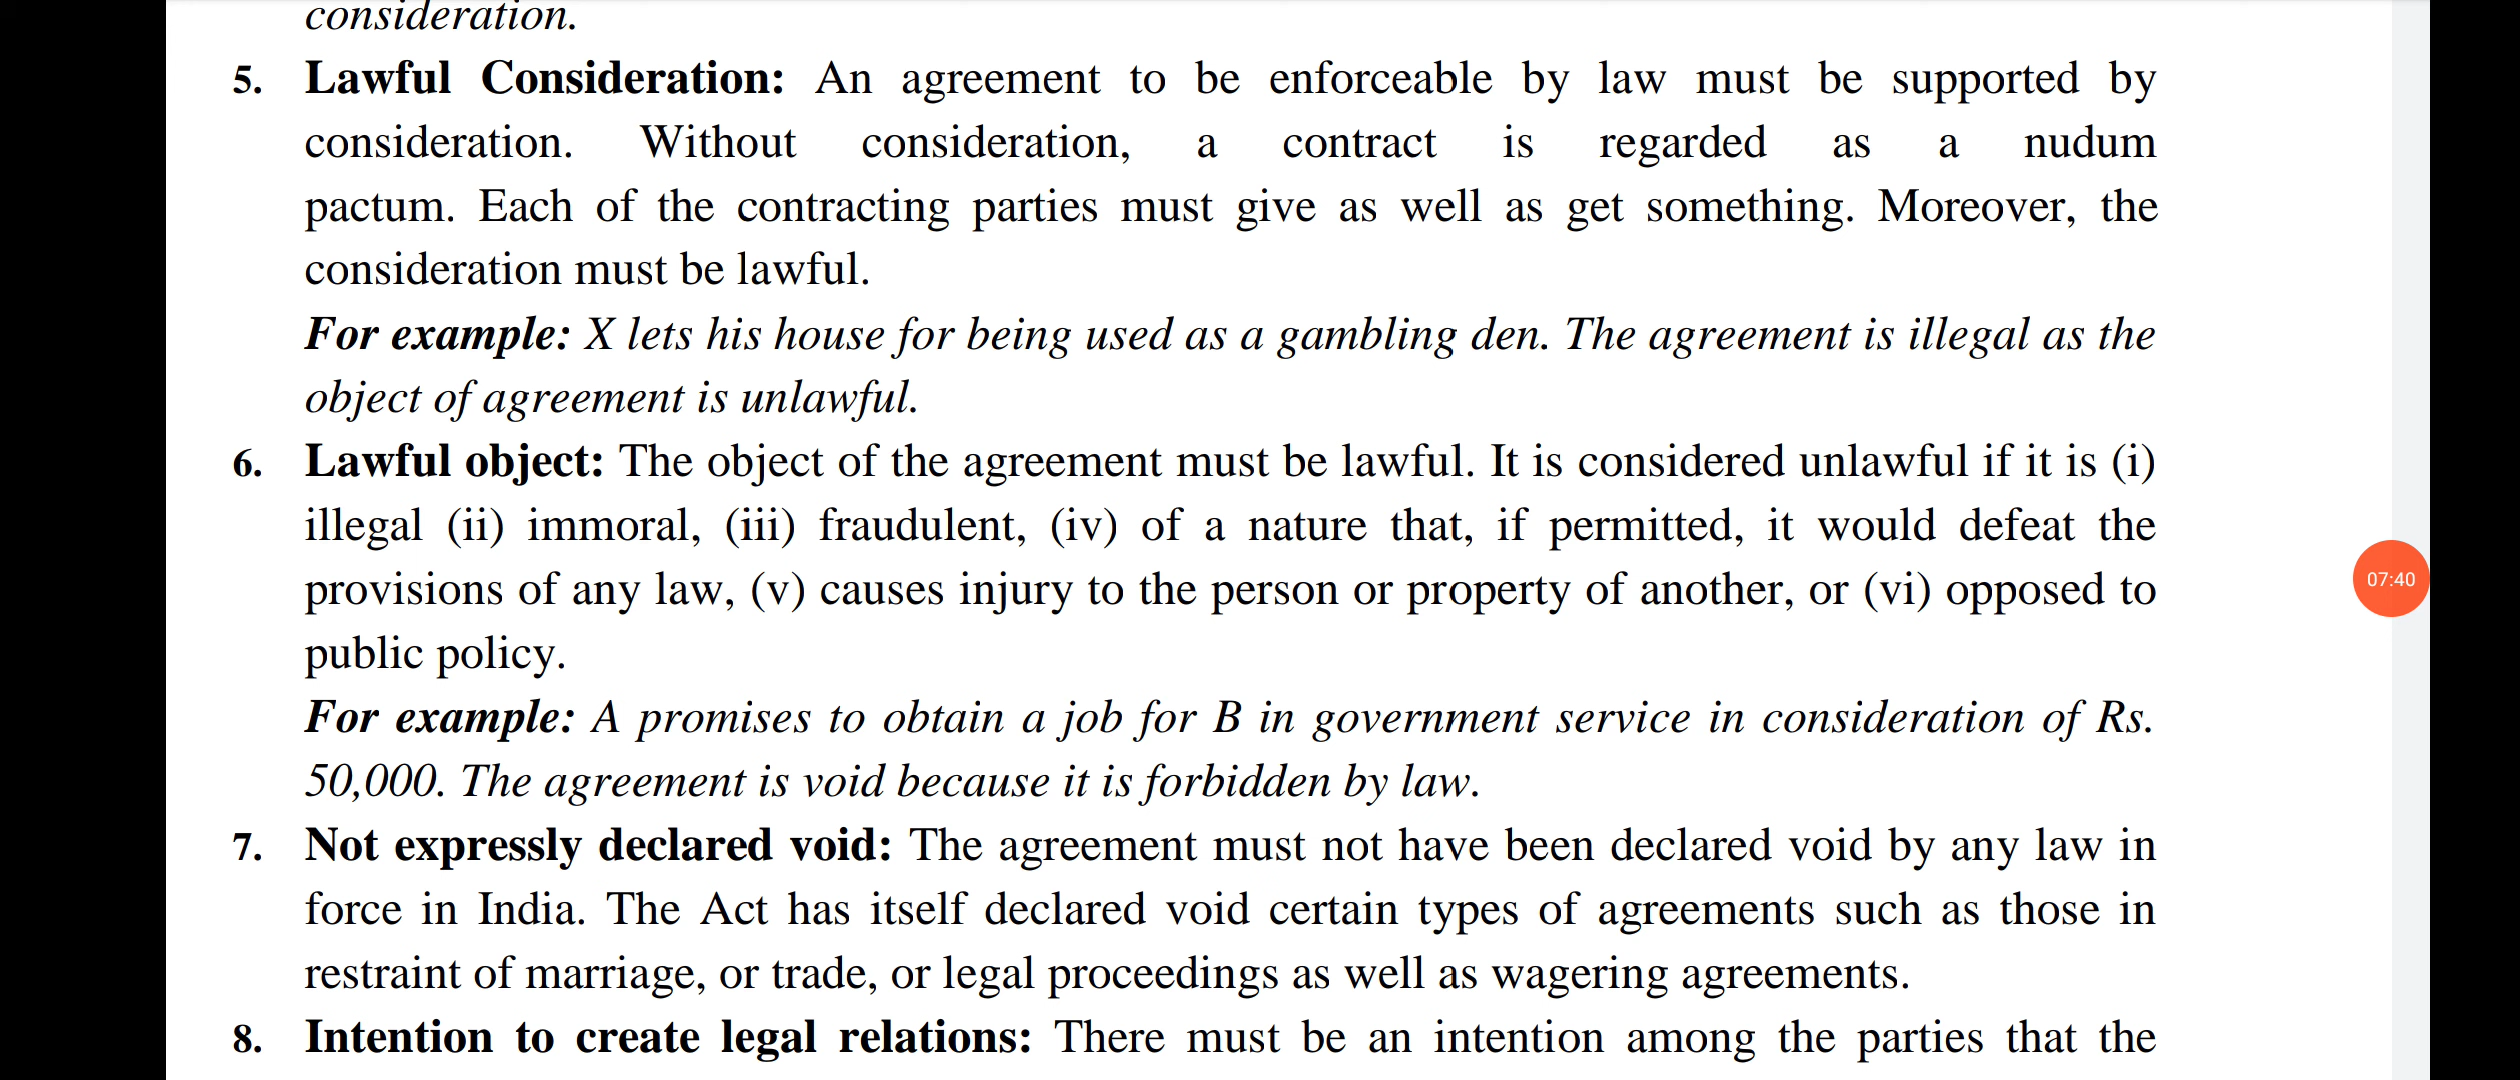 consideration.
5. Lawful Consideration: An agreement to be enforceable by law must be supported by
consideration. Without consideration, a contract is regarded as a nudum
pactum. Each of the contracting parties must give as well as get something. Moreover, the
consideration must be lawful.
For example: X lets his house for being used as a gambling den. The agreement is illegal as the
object of agreement is unlawful.
6. Lawful object: The object of the agreement must be lawful. It is considered unlawful if it is (i)
illegal (ii) immoral, (iii) fraudulent, (iv) of a nature that, if permitted, it would defeat the
provisions of any law, (v) causes injury to the person or property of another, or (vi) opposed to
public policy.
For example: A promises to obtain a job for B in government service in consideration of Rs.
50,000. The agreement is void because it is forbidden by law.
7. Not expressly declared void: The agreement must not have been declared void by any law in
force in India. The Act has itself declared void certain types of agreements such as those in
restraint of marriage, or trade, or legal proceedings as well as wagering agreements.
8. Intention to create legal relations: There must be an intention among the parties that the
07:40